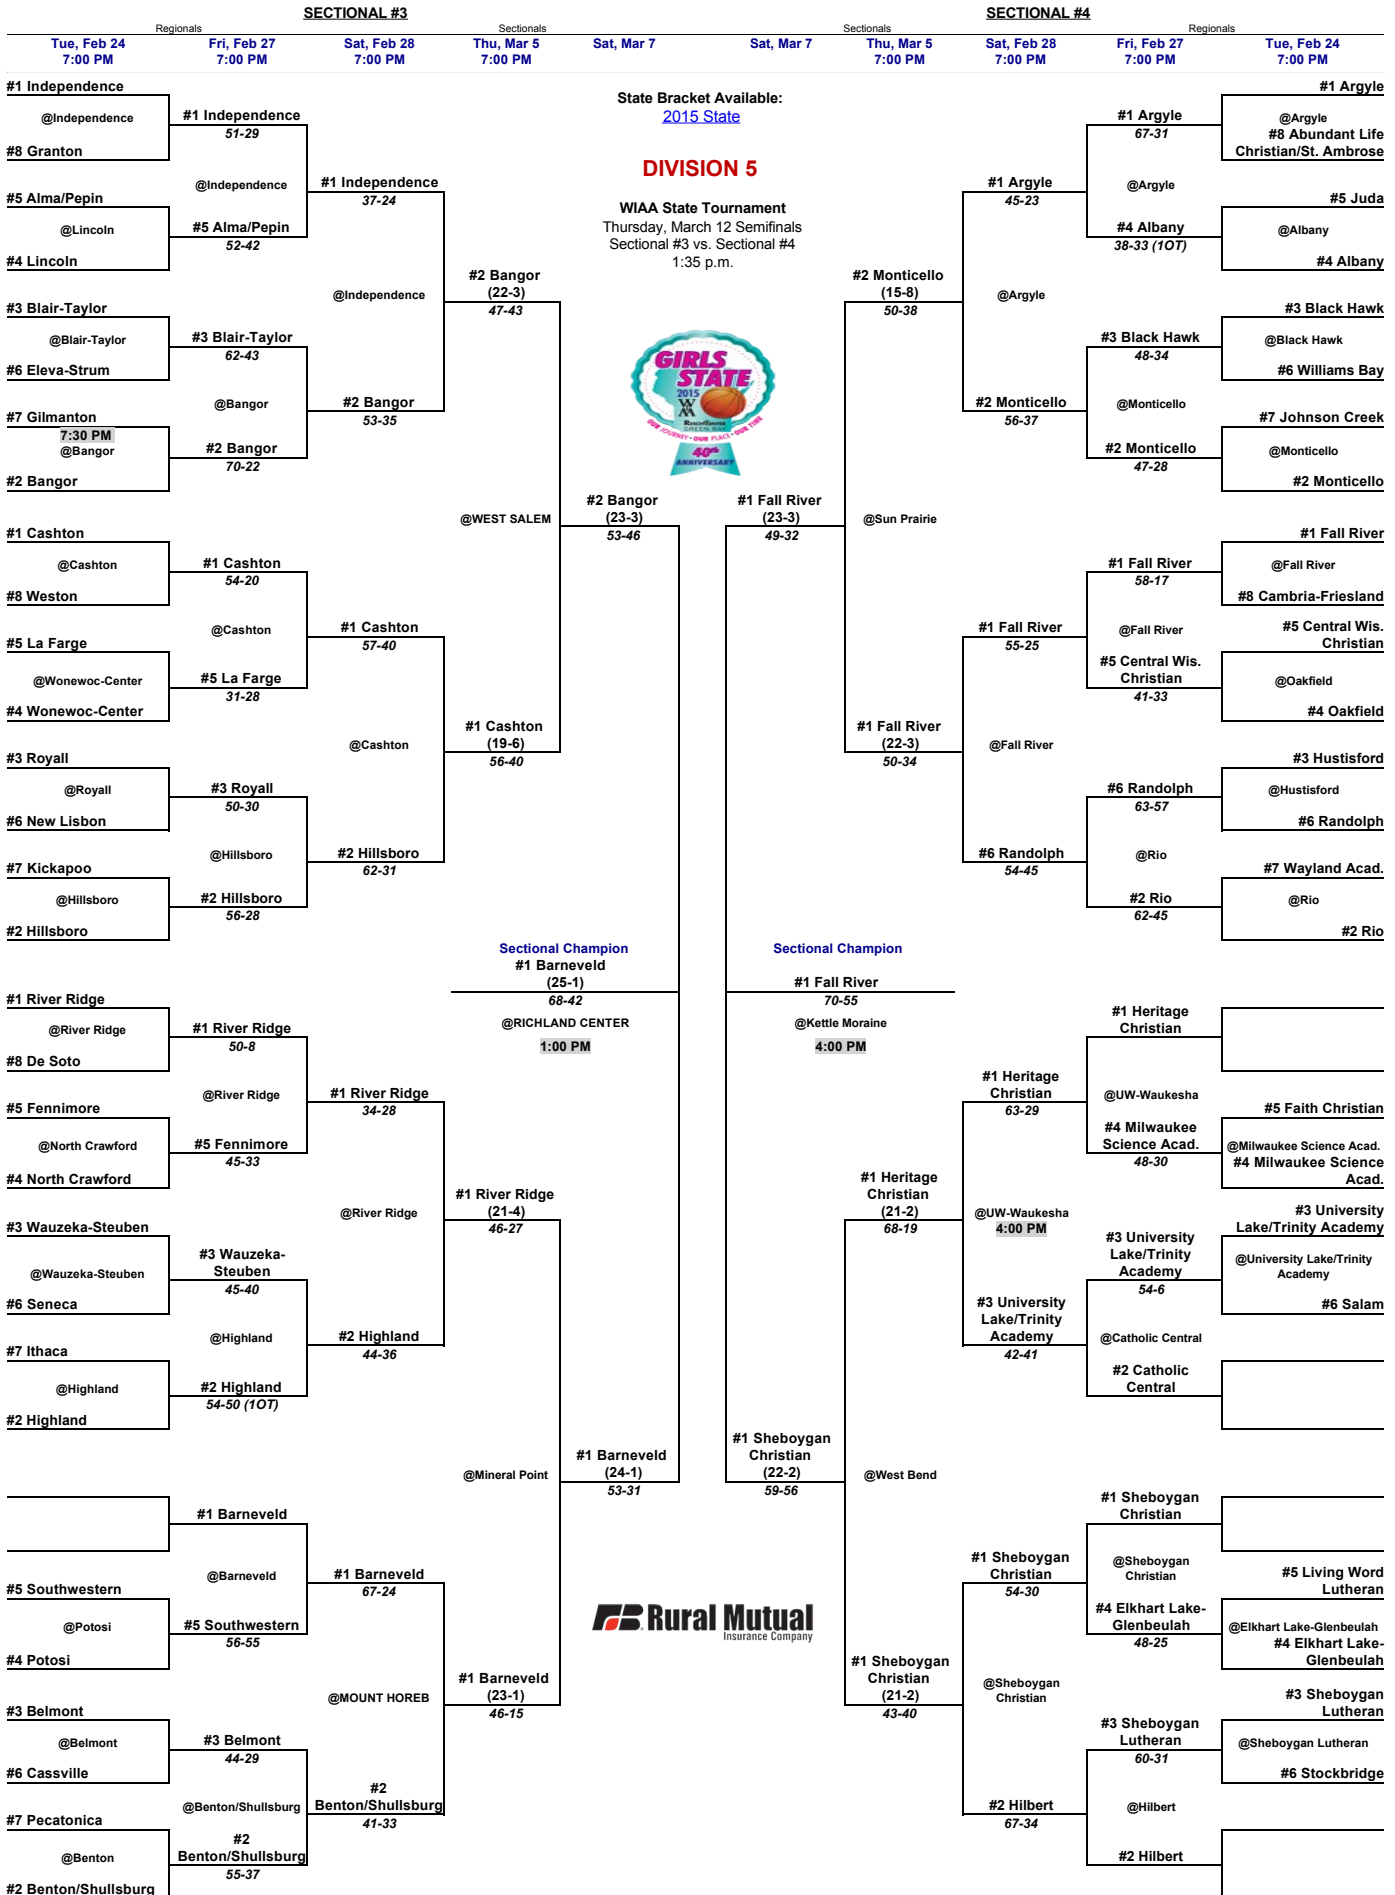 SECTIONAL #3
SECTIONAL #4
Regionals
Sectionals
Sectionals
Regionals
Tue, Feb 24
7:00 PM
Fri, Feb 27
7:00 PM
Sat, Feb 28
7:00 PM
Thu, Mar 5
7:00 PM
Sat, Mar 7
Sat, Mar 7
Thu, Mar 5
7:00 PM
Sat, Feb 28
7:00 PM
Fri, Feb 27
7:00 PM
Tue, Feb 24
7:00 PM
State Bracket Available:
2015 State
DIVISION 5
WIAA State Tournament
Thursday, March 12 Semifinals
Sectional #3 vs. Sectional #4
1:35 p.m.
GIRLS
STATE
2015
WIAA
RESCH CENTER
GREEN BAY
OUR JOURNEY • OUR PLACE • OUR TIME
40th
ANNIVERSARY
#1 Independence
@Independence
#8 Granton
#5 Alma/Pepin
@Lincoln
#4 Lincoln
#3 Blair-Taylor
@Blair-Taylor
#6 Eleva-Strum
#7 Gilmanton
7:30 PM
@Bangor
#2 Bangor
#1 Cashton
@Cashton
#8 Weston
#5 La Farge
@Wonewoc-Center
#4 Wonewoc-Center
#3 Royall
@Royall
#6 New Lisbon
#7 Kickapoo
@Hillsboro
#2 Hillsboro
#1 River Ridge
@River Ridge
#8 De Soto
#5 Fennimore
@North Crawford
#4 North Crawford
#3 Wauzeka-Steuben
@Wauzeka-Steuben
#6 Seneca
#7 Ithaca
@Highland
#2 Highland
#5 Southwestern
@Potosi
#4 Potosi
#3 Belmont
@Belmont
#6 Cassville
#7 Pecatonica
@Benton
#2 Benton/Shullsburg
#1 Independence
51-29
@Independence
#5 Alma/Pepin
52-42
#3 Blair-Taylor
62-43
@Bangor
#2 Bangor
70-22
#1 Cashton
54-20
@Cashton
#5 La Farge
31-28
#3 Royall
50-30
@Hillsboro
#2 Hillsboro
56-28
#1 River Ridge
50-8
@River Ridge
#5 Fennimore
45-33
#3 Wauzeka-
Steuben
45-40
@Highland
#2 Highland
54-50 (1OT)
#1 Barneveld
@Barneveld
#5 Southwestern
56-55
#3 Belmont
44-29
@Benton/Shullsburg
#2
Benton/Shullsburg
55-37
#1 Independence
37-24
@Independence
#2 Bangor
53-35
#1 Cashton
57-40
@Cashton
#2 Hillsboro
62-31
#1 River Ridge
34-28
@River Ridge
#2 Highland
44-36
#1 Barneveld
67-24
@MOUNT HOREB
#2
Benton/Shullsburg
41-33
#2 Bangor
(22-3)
47-43
@WEST SALEM
#1 Cashton
(19-6)
56-40
#1 River Ridge
(21-4)
46-27
@Mineral Point
#1 Barneveld
(23-1)
46-15
#2 Bangor
(23-3)
53-46
Sectional Champion
#1 Barneveld
(25-1)
68-42
@RICHLAND CENTER
1:00 PM
#1 Barneveld
(24-1)
53-31
Rural Mutual
Insurance Company
#1 Fall River
(23-3)
49-32
Sectional Champion
#1 Fall River
70-55
@Kettle Moraine
4:00 PM
#1 Sheboygan
Christian
(22-2)
59-56
#2 Monticello
(15-8)
50-38
@Sun Prairie
#1 Fall River
(22-3)
50-34
#1 Heritage
Christian
(21-2)
68-19
@West Bend
#1 Sheboygan
Christian
(21-2)
43-40
#1 Argyle
45-23
@Argyle
#2 Monticello
56-37
#1 Fall River
55-25
@Fall River
#6 Randolph
54-45
#1 Heritage
Christian
63-29
@UW-Waukesha
4:00 PM
#3 University
Lake/Trinity
Academy
42-41
#1 Sheboygan
Christian
54-30
@Sheboygan
Christian
#2 Hilbert
67-34
#1 Argyle
67-31
@Argyle
#4 Albany
38-33 (1OT)
#3 Black Hawk
48-34
@Monticello
#2 Monticello
47-28
#1 Fall River
58-17
@Fall River
#5 Central Wis.
Christian
41-33
#6 Randolph
63-57
@Rio
#2 Rio
62-45
#1 Heritage
Christian
@UW-Waukesha
#4 Milwaukee
Science Acad.
48-30
#3 University
Lake/Trinity
Academy
54-6
@Catholic Central
#2 Catholic
Central
#1 Sheboygan
Christian
@Sheboygan
Christian
#4 Elkhart Lake-
Glenbeulah
48-25
#3 Sheboygan
Lutheran
60-31
@Hilbert
#2 Hilbert
#1 Argyle
@Argyle
#8 Abundant Life
Christian/St. Ambrose
#5 Juda
@Albany
#4 Albany
#3 Black Hawk
@Black Hawk
#6 Williams Bay
#7 Johnson Creek
@Monticello
#2 Monticello
#1 Fall River
@Fall River
#8 Cambria-Friesland
#5 Central Wis.
Christian
@Oakfield
#4 Oakfield
#3 Hustisford
@Hustisford
#6 Randolph
#7 Wayland Acad.
@Rio
#2 Rio
#5 Faith Christian
@Milwaukee Science Acad.
#4 Milwaukee Science
Acad.
#3 University
Lake/Trinity Academy
@University Lake/Trinity
Academy
#6 Salam
#5 Living Word
Lutheran
@Elkhart Lake-Glenbeulah
#4 Elkhart Lake-
Glenbeulah
#3 Sheboygan
Lutheran
@Sheboygan Lutheran
#6 Stockbridge